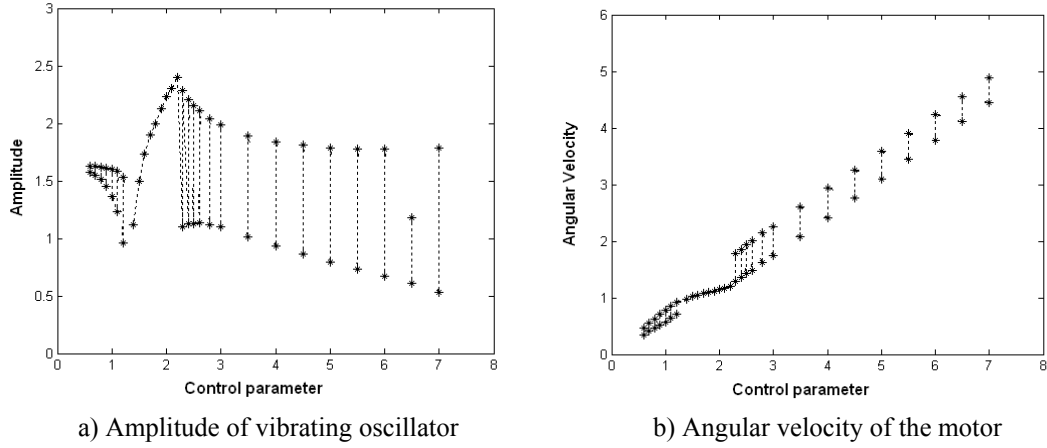 3
2.5
2
1.5
1
0.5
0
0 1 2 3 4 5 6 7 8
Amplitude
Control parameter
a) Amplitude of vibrating oscillator
6
5
4
3
2
1
0
0 1 2 3 4 5 6 7 8
Angular Velocity
Control parameter
b) Angular velocity of the motor